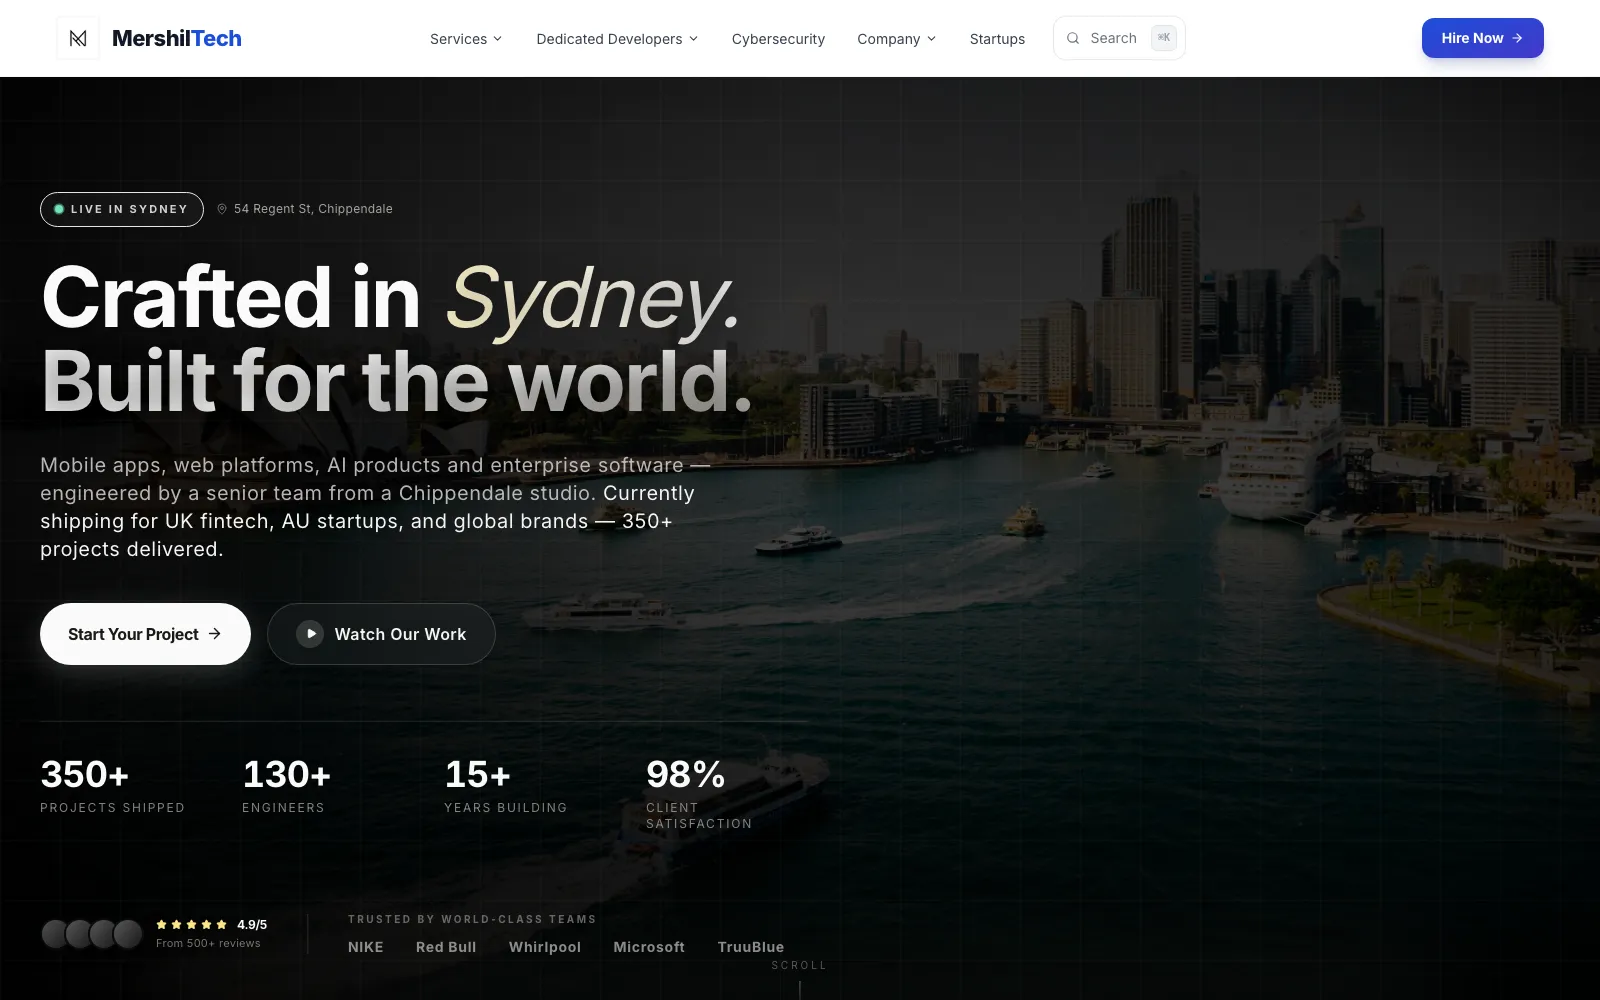 MershilTech
Services
Dedicated Developers
Cybersecurity
Company
Startups
Search
⌘K
Hire Now
LIVE IN SYDNEY
54 Regent St, Chippendale
Crafted in Sydney.
Built for the world.
Mobile apps, web platforms, AI products and enterprise software —
engineered by a senior team from a Chippendale studio. Currently
shipping for UK fintech, AU startups, and global brands — 350+
projects delivered.
Start Your Project
Watch Our Work
350+
PROJECTS SHIPPED
130+
ENGINEERS
15+
YEARS BUILDING
98%
CLIENT
SATISFACTION
4.9/5
From 500+ reviews
TRUSTED BY WORLD-CLASS TEAMS
NIKE
Red Bull
Whirlpool
Microsoft
TruuBlue
SCROLL